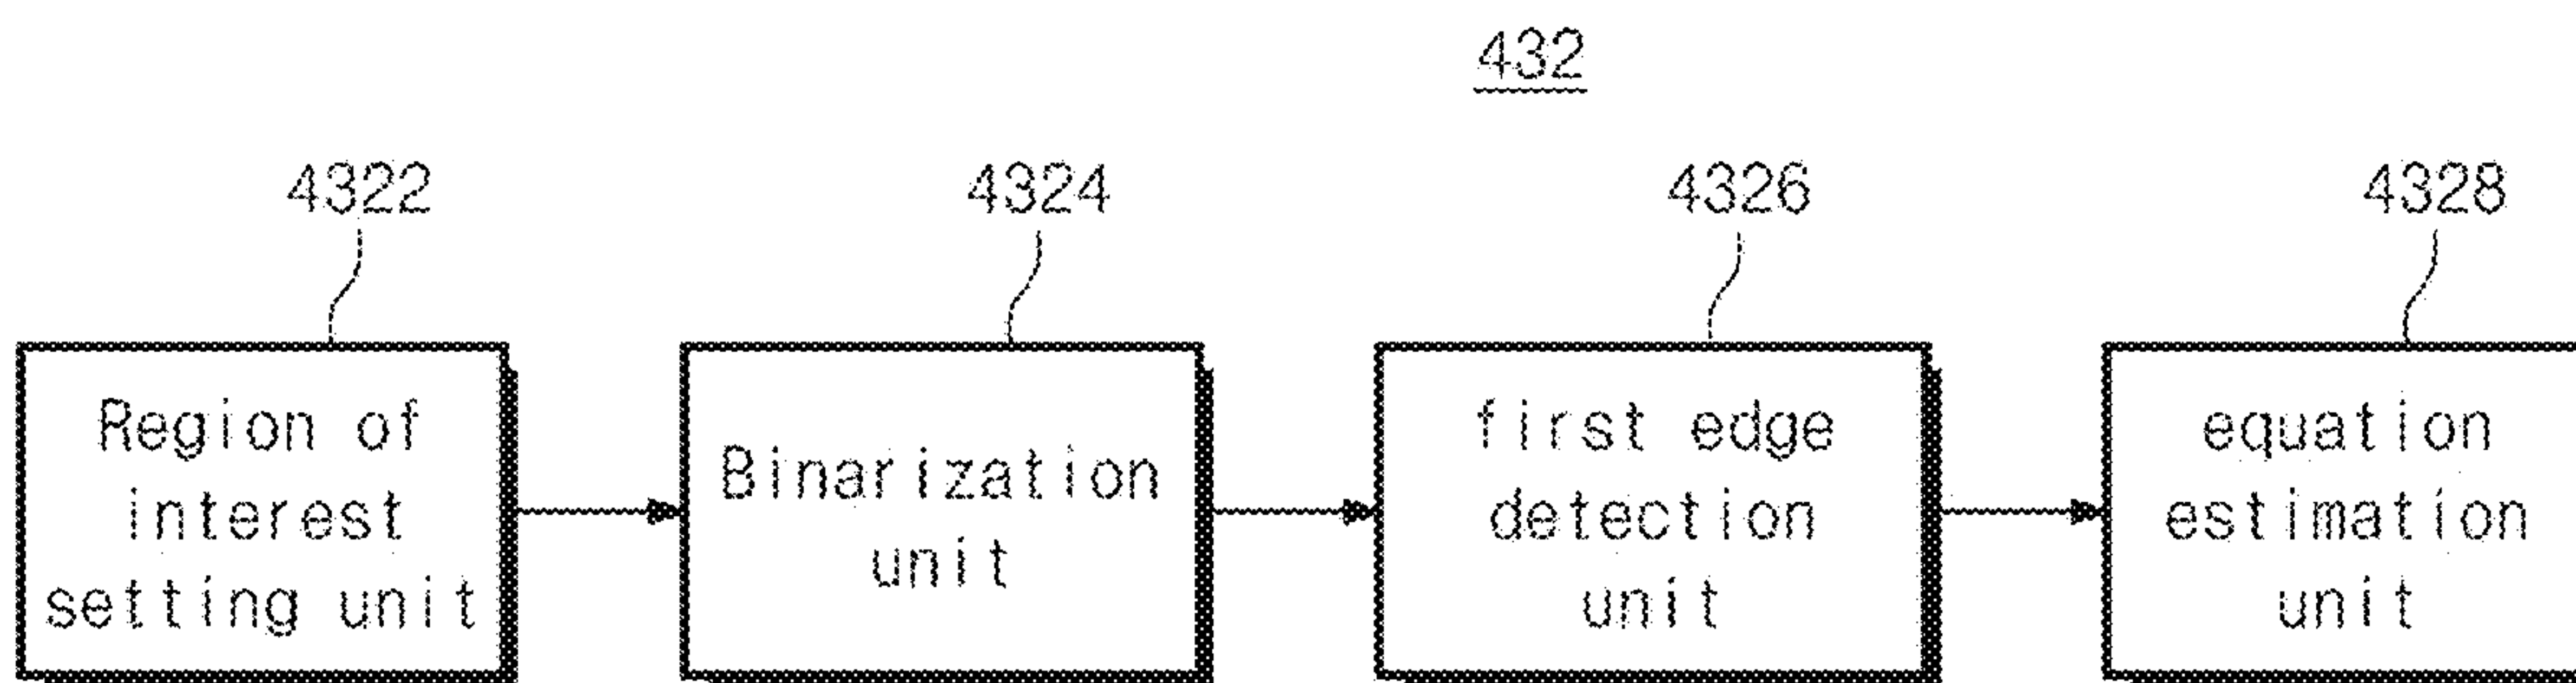 432
4322
4324
4326
4328
Region of
interest
setting unit
Binarization
unit
first edge
detection
unit
equation
estimation
unit